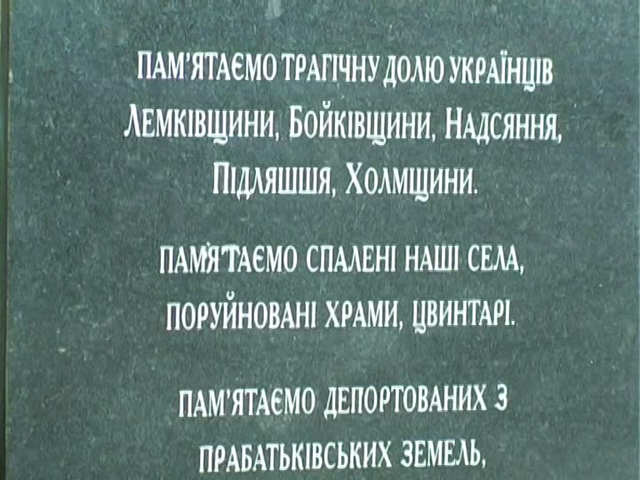 ПАМ'ЯТАЄМО ТРАГІЧНУ ДОЛЮ УКРАЇНЦІВ
ЛЕМКІВЩИНИ, БОЙКІВЩИНИ, НАДСЯННЯ,
ПІДЛЯШШЯ, ХОЛМЩИНИ.
ПАМ'ЯТАЄМО СПАЛЕНІ НАШІ СЕЛА,
ПОРУЙНОВАНІ ХРАМИ, ЦВИНТАРІ.
ПАМ'ЯТАЄМО ДЕПОРТОВАНИХ З
ПРАБАТЬКІВСЬКИХ ЗЕМЕЛЬ,